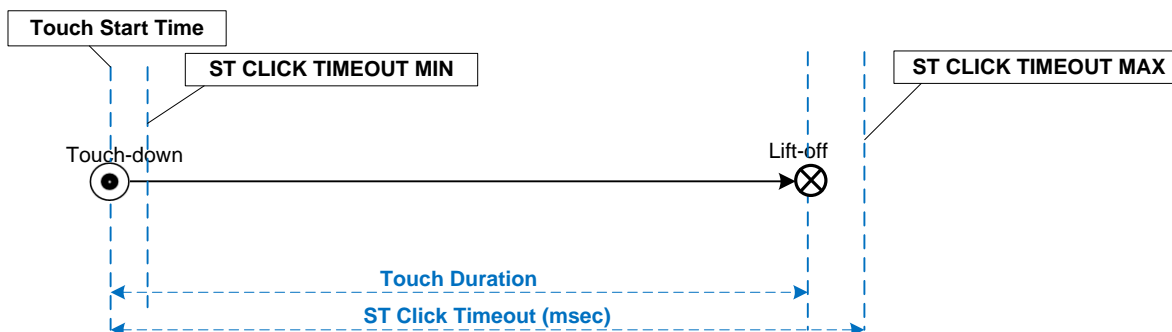 Touch Start Time
ST CLICK TIMEOUT MIN
ST CLICK TIMEOUT MAX
Touch-down
Lift-off
Touch Duration
ST Click Timeout (msec)